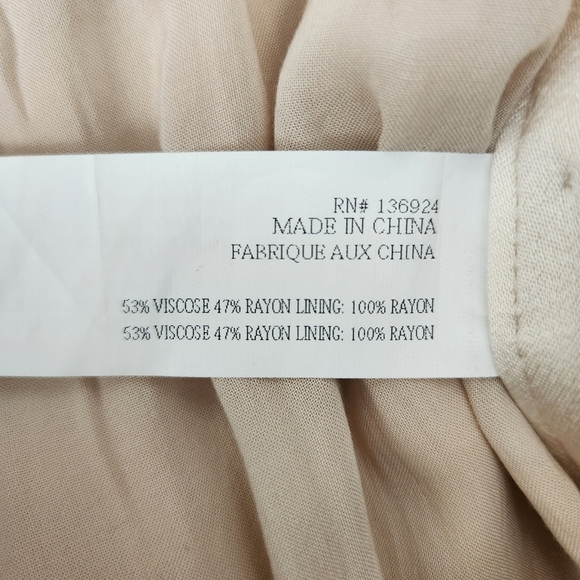 RN# 136924
MADE IN CHINA
FABRIQUE AUX CHINA
53% VISCOSE 47% RAYON LINING: 100% RAYON
53% VISCOSE 47% RAYON LINING: 100% RAYON